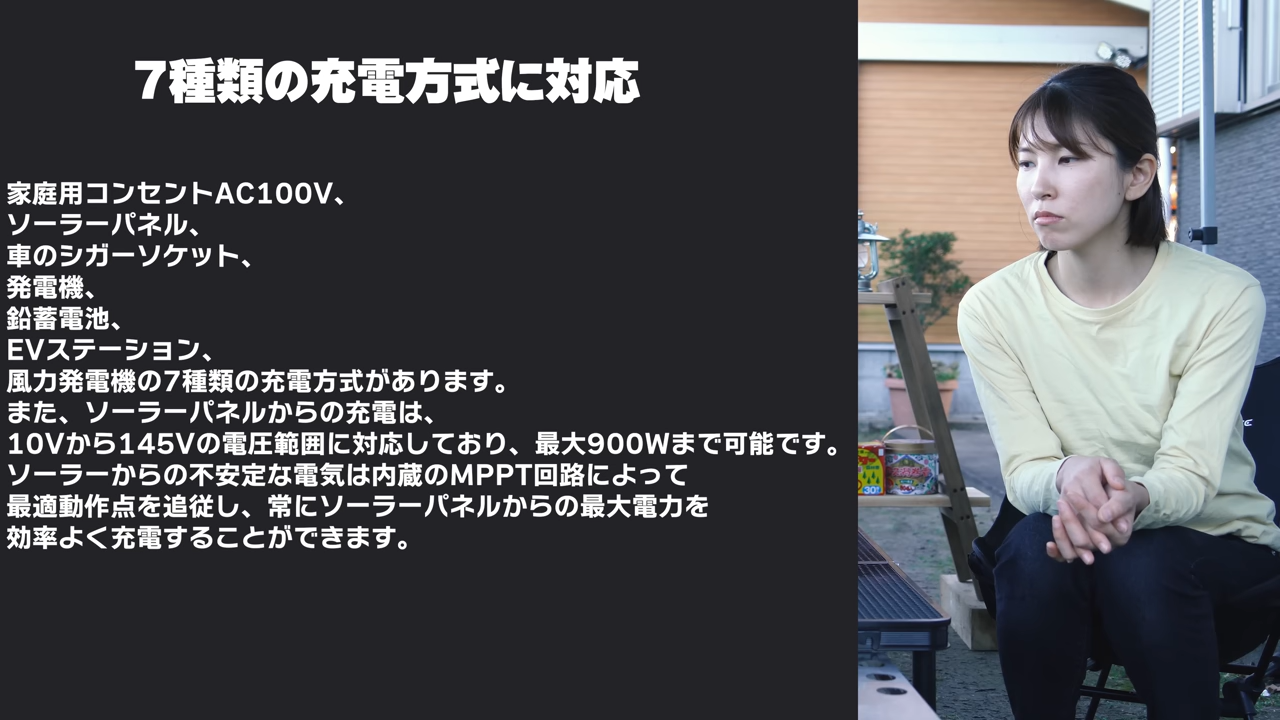 7種類の充電方式に対応
家庭用コンセントAC100V、
ソーラーパネル、
車のシガーソケット、
発電機、
鉛蓄電池、
EVステーション、
風力発電機の7種類の充電方式があります。
また、ソーラーパネルからの充電は、
10Vから145Vの電圧範囲に対応しており、最大900Wまで可能です。
ソーラーからの不安定な電気は内蔵のMPPT回路によって
最適動作点を追従し、常にソーラーパネルからの最大電力を
効率よく充電することができます。